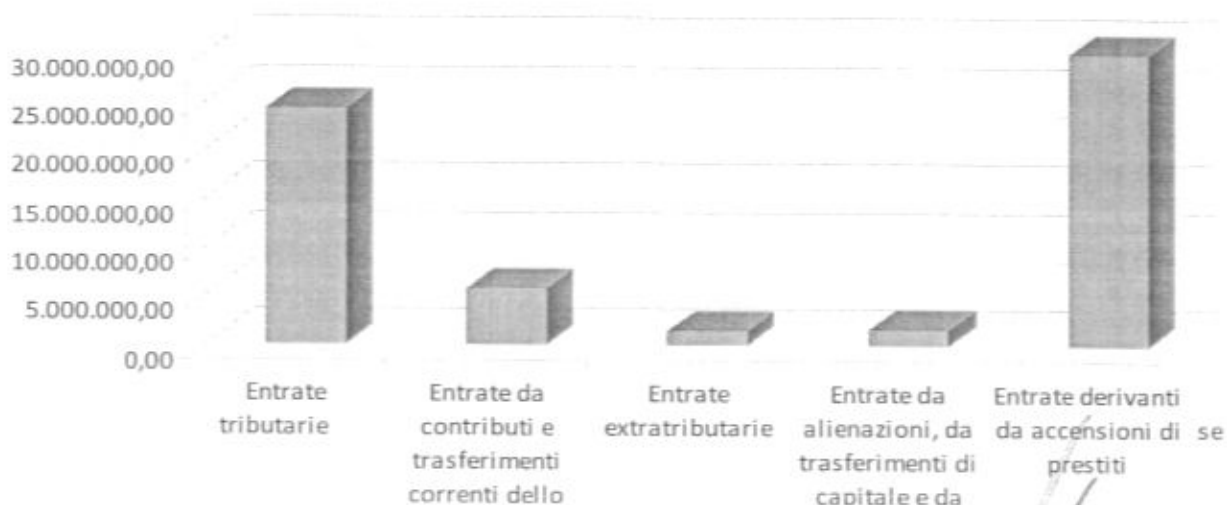 30.000.000,00
25.000.000,00
20.000.000,00
15.000.000,00
10.000.000,00
5.000.000,00
0,00
Entrate
tributarie
Entrate da
contributi e
trasferimenti
correnti dello
Entrate
extratributarie
Entrate da
alienazioni, da
trasferimenti di
capitale e da
Entrate derivanti
da accensioni di
prestiti
se